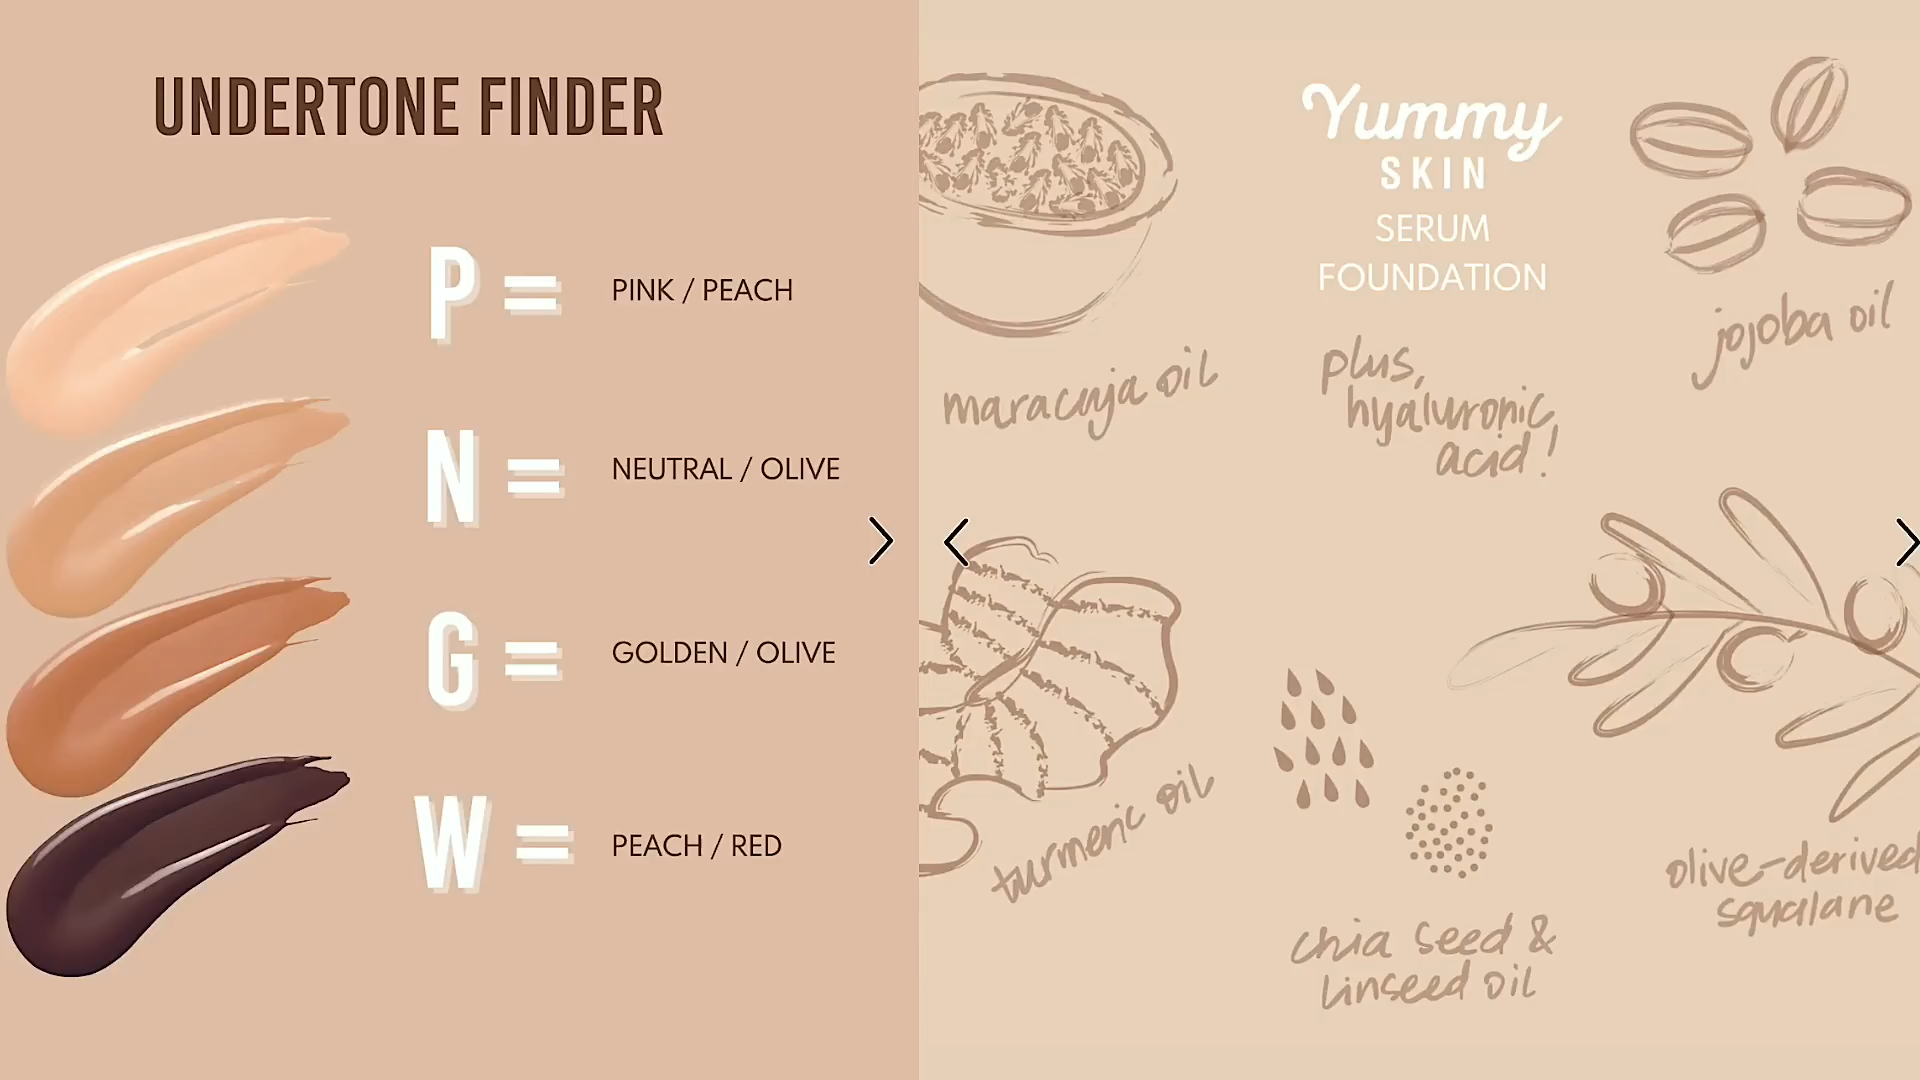 UNDERTONE FINDER
P = PINK / PEACH
N = NEUTRAL / OLIVE
G = GOLDEN / OLIVE
W = PEACH / RED
Yummy
SKIN
SERUM
FOUNDATION
maracuja oil
plus,
hyaluronic
acid!
jojoba oil
turmeric oil
chia seed &
linseed oil
olive-derived
squalane